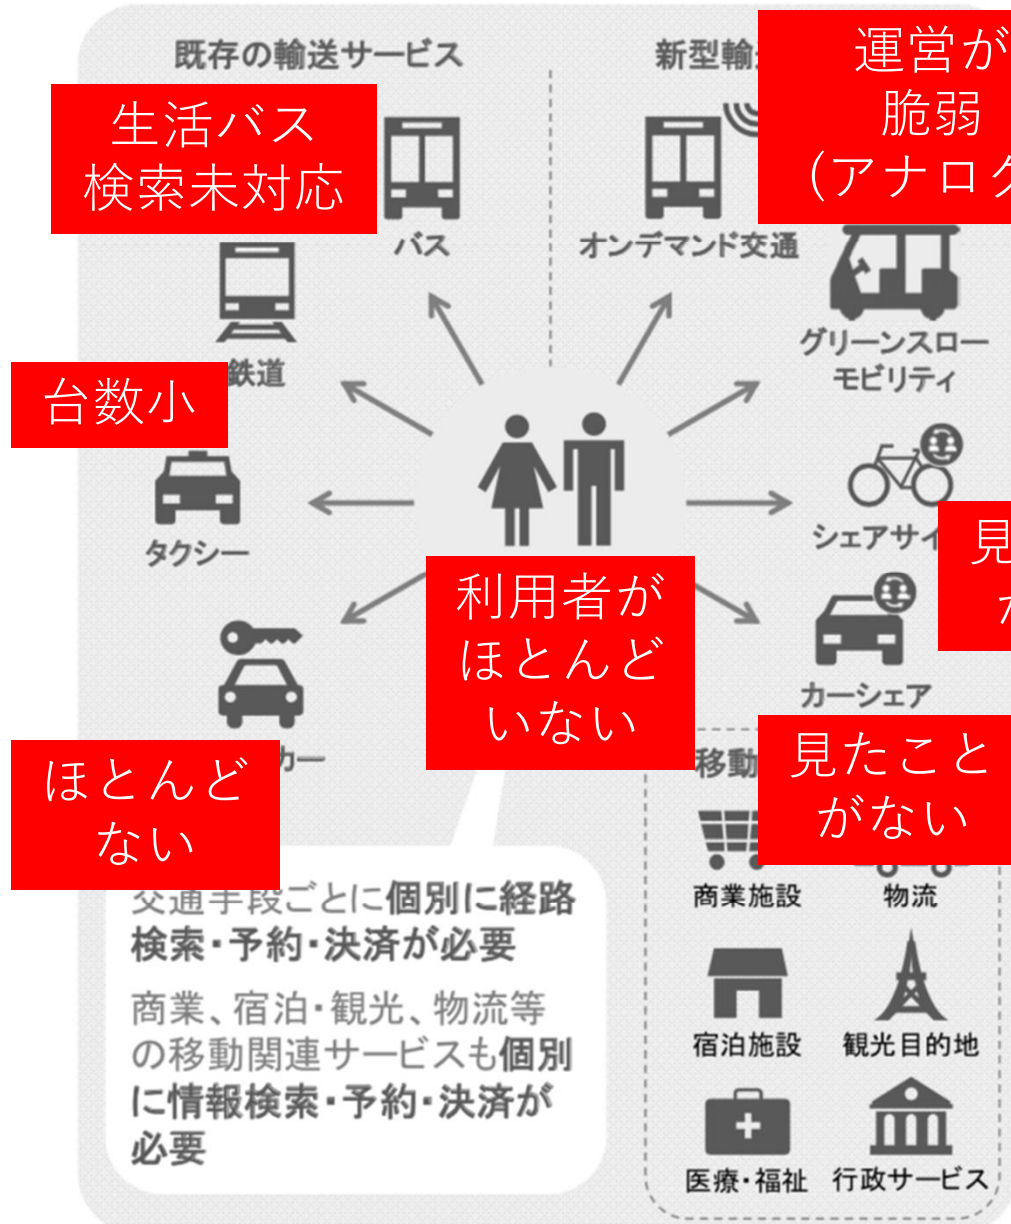 既存の輸送サービス
新型輸
運営が
脆弱
(アナログ
生活バス
検索未対応
バス
オンデマンド交通
鉄道
グリーンスロー
モビリティ
台数小
タクシー
シェアサイ
見
利用者が
ほとんど
いない
カーシェア
カー
ほとんど
ない
移動
見たこと
がない
商業施設
物流
交通手段ごとに個別に経路
検索・予約・決済が必要
商業、宿泊・観光、物流等
の移動関連サービスも個別
に情報検索・予約・決済が
必要
宿泊施設
観光目的地
医療・福祉
行政サービス